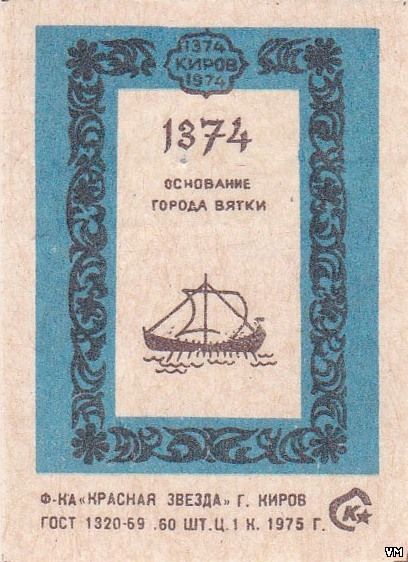 1374
КИРОВ
1974
1374
ОСНОВАНИЕ
ГОРОДА ВЯТКИ
Ф-КА «КРАСНАЯ ЗВЕЗДА» Г. КИРОВ
ГОСТ 1320-69 .60 ШТ.Ц.1 К. 1975 Г.
К
VM